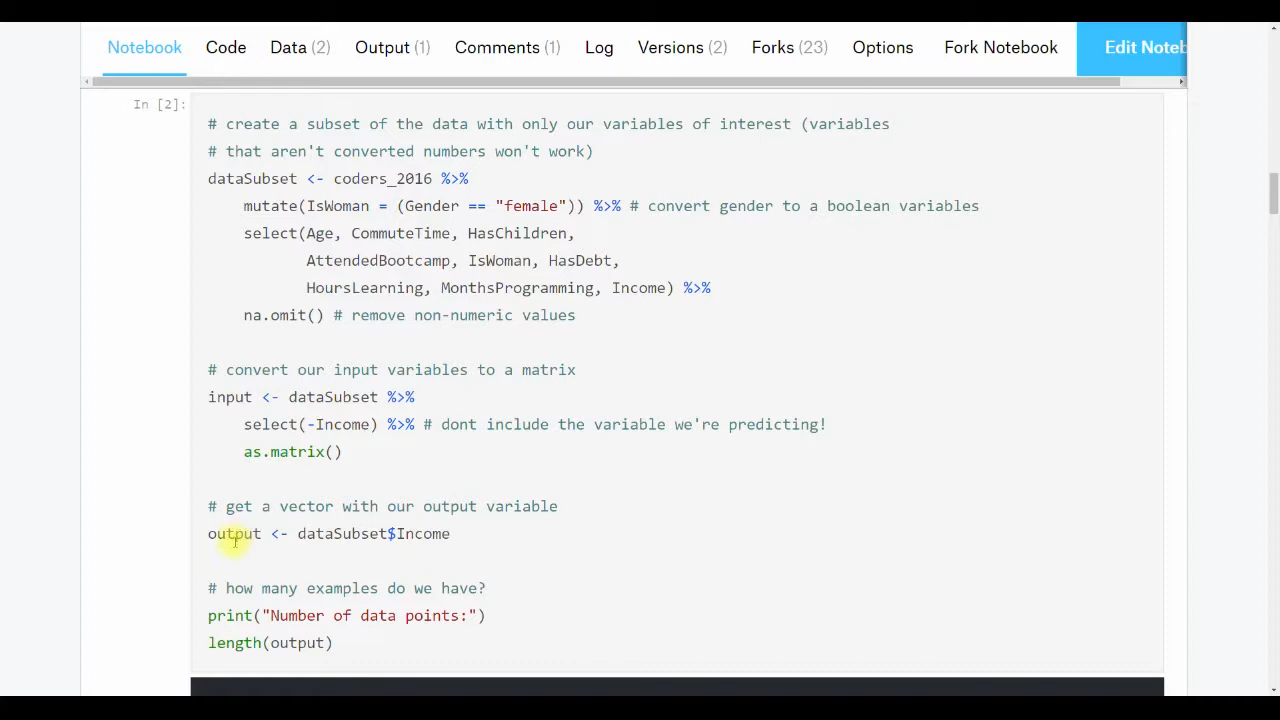 Notebook Code Data (2) Output (1) Comments (1) Log Versions (2) Forks (23) Options Fork Notebook Edit Noteb
In [2]:
# create a subset of the data with only our variables of interest (variables
# that aren't converted numbers won't work)
dataSubset <- coders_2016 %>%
mutate(IsWoman = (Gender == "female")) %>% # convert gender to a boolean variables
select(Age, CommuteTime, HasChildren,
AttendedBootcamp, IsWoman, HasDebt,
HoursLearning, MonthsProgramming, Income) %>%
na.omit() # remove non-numeric values
# convert our input variables to a matrix
input <- dataSubset %>%
select(-Income) %>% # dont include the variable we're predicting!
as.matrix()
# get a vector with our output variable
output <- dataSubset$Income
# how many examples do we have?
print("Number of data points:")
length(output)